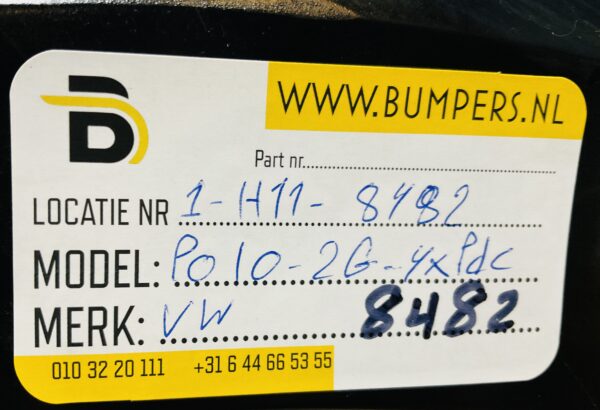 B
WWW.BUMPERS.NL
Part nr.
LOCATIE NR 1-H11-8482
MODEL: Polo-2G-4xPdc
MERK: VW 8482
010 32 20 111 +31 6 44 66 53 55